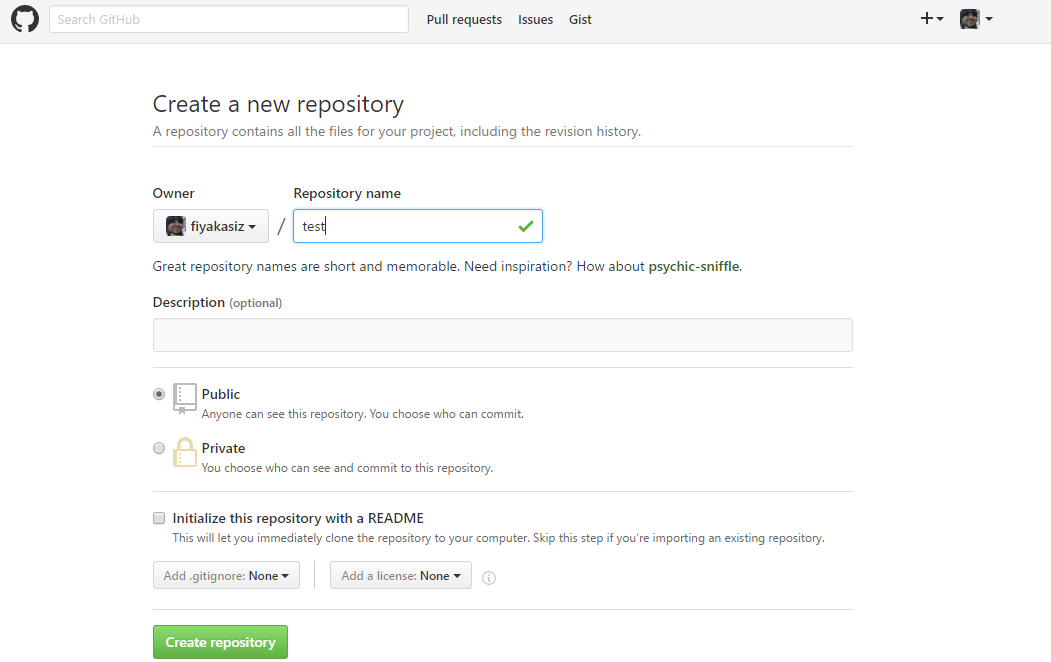 Search GitHub Pull requests Issues Gist
Create a new repository
A repository contains all the files for your project, including the revision history.
Owner Repository name
fiyakasiz / test
Great repository names are short and memorable. Need inspiration? How about psychic-sniffle.
Description (optional)
Public
Anyone can see this repository. You choose who can commit.
Private
You choose who can see and commit to this repository.
Initialize this repository with a README
This will let you immediately clone the repository to your computer. Skip this step if you're importing an existing repository.
Add .gitignore: None Add a license: None
Create repository